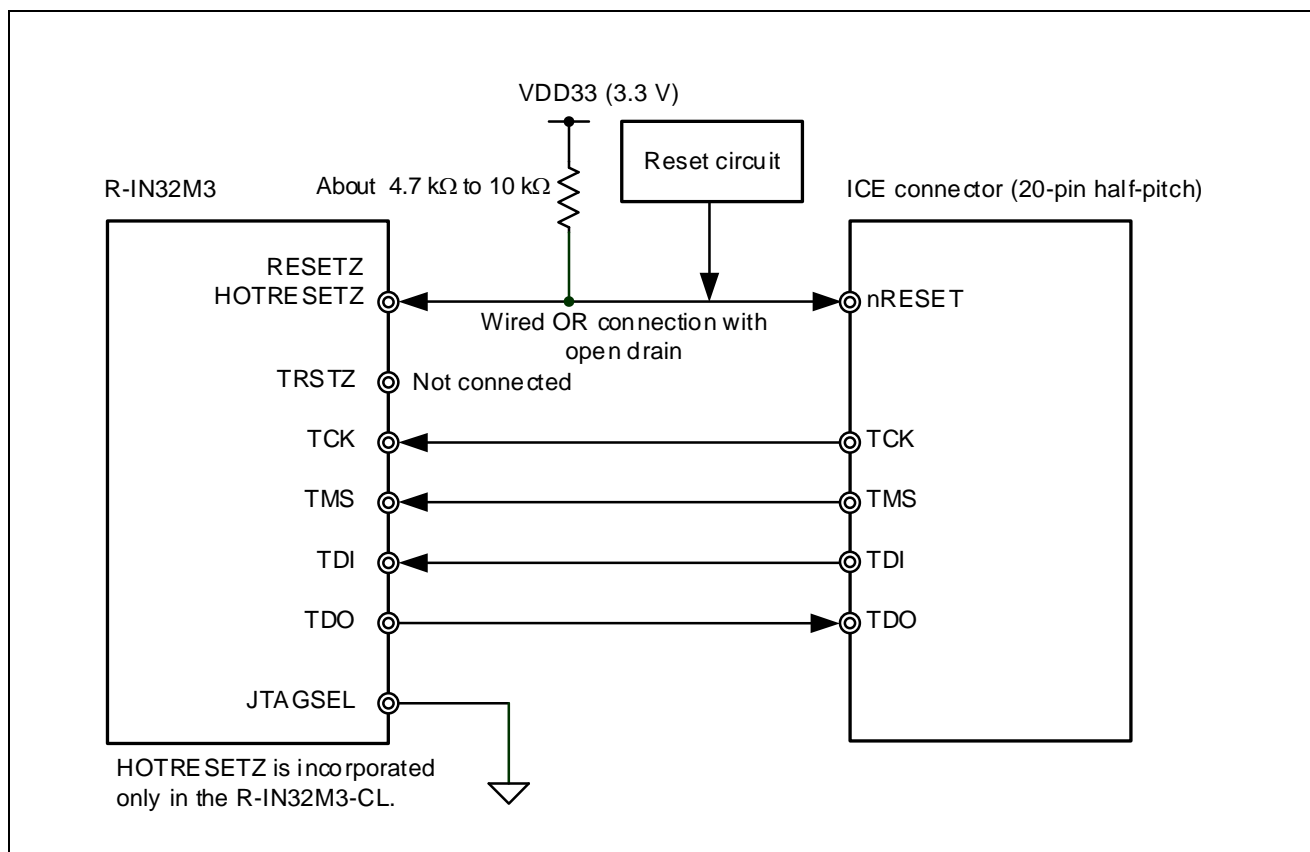 VDD33 (3.3 V)
Reset circuit
R-IN32M3
About 4.7 kΩ to 10 kΩ
ICE connector (20-pin half-pitch)
RESETZ
HOTRESETZ
nRESET
Wired OR connection with
open drain
TRSTZ
Not connected
TCK
TCK
TMS
TMS
TDI
TDI
TDO
TDO
JTAGSEL
HOTRESETZ is incorporated
only in the R-IN32M3-CL.